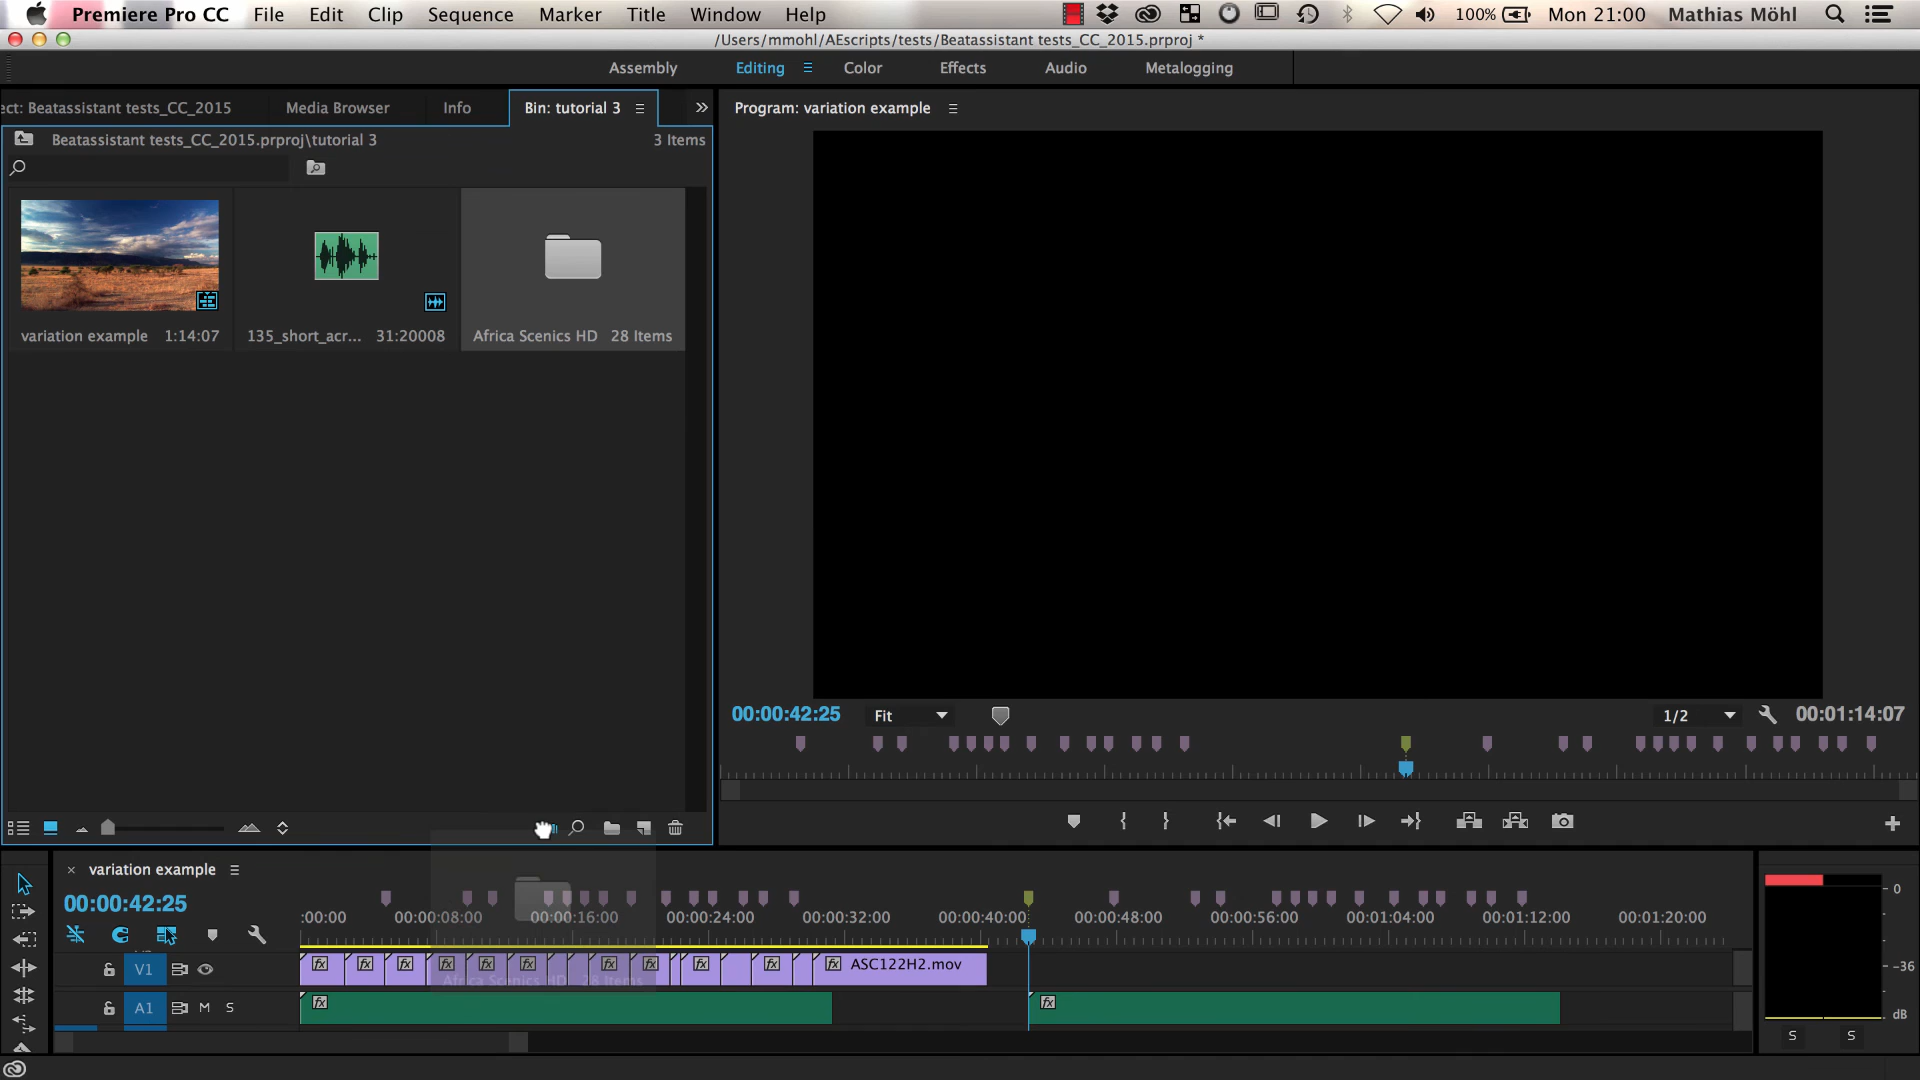 Premiere Pro CC File Edit Clip Sequence Marker Title Window Help 100% Mon 21:00 Mathias Möhl
/Users/mmohl/AEscripts/tests/Beatassistant tests_CC_2015.prproj *
Assembly Editing Color Effects Audio Metalogging
ect: Beatassistant tests_CC_2015 Media Browser Info Bin: tutorial 3 Program: variation example
Beatassistant tests_CC_2015.prproj\tutorial 3 3 Items
variation example 1:14:07 135_short_acr... 31:20008 Africa Scenics HD 28 Items
00:00:42:25 Fit 1/2 00:01:14:07
variation example
00:00:42:25
:00:00 00:00:08:00 00:00:16:00 00:00:24:00 00:00:32:00 00:00:40:00 00:00:48:00 00:00:56:00 00:01:04:00 00:01:12:00 00:01:20:00
V1 fx fx fx fx fx fx fx fx fx fx fx ASC122H2.mov
Africa Scenics HD 28 Items
A1 M S fx fx
0
-36
dB
S S